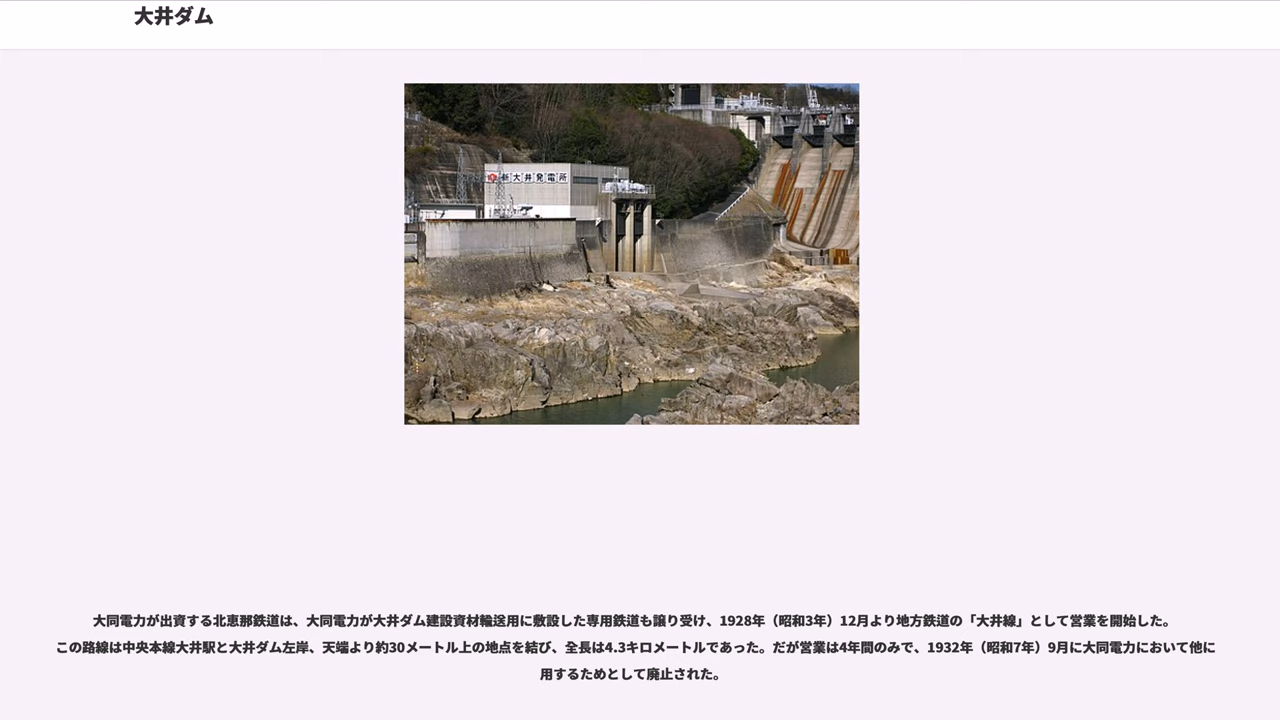 大井ダム
新大井発電所
大同電力が出資する北恵那鉄道は、大同電力が大井ダム建設資材輸送用に敷設した専用鉄道も譲り受け、1928年（昭和3年）12月より地方鉄道の「大井線」として営業を開始した。
この路線は中央本線大井駅と大井ダム左岸、天端より約30メートル上の地点を結び、全長は4.3キロメートルであった。だが営業は4年間のみで、1932年（昭和7年）9月に大同電力において他に
用するためとして廃止された。